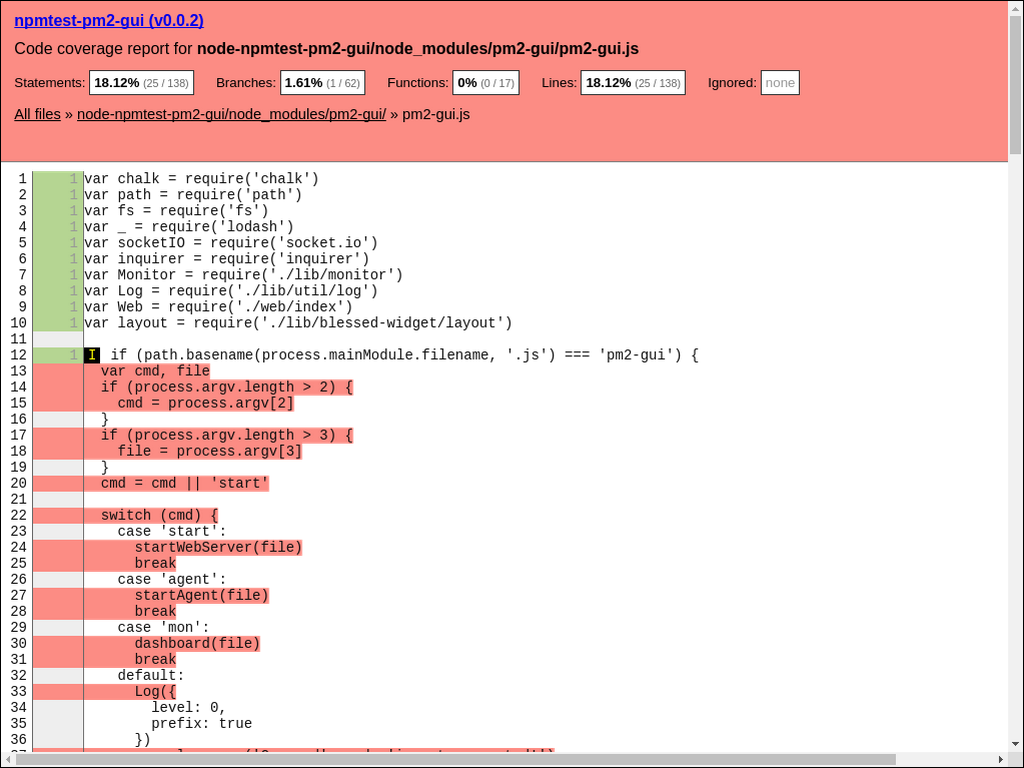 npmtest-pm2-gui (v0.0.2)
Code coverage report for node-npmtest-pm2-gui/node_modules/pm2-gui/pm2-gui.js
Statements: 18.12% (25 / 138) Branches: 1.61% (1 / 62) Functions: 0% (0 / 17) Lines: 18.12% (25 / 138) Ignored: none
All files » node-npmtest-pm2-gui/node_modules/pm2-gui/ » pm2-gui.js
1 1 var chalk = require('chalk')
2 1 var path = require('path')
3 1 var fs = require('fs')
4 1 var _ = require('lodash')
5 1 var socketIO = require('socket.io')
6 1 var inquirer = require('inquirer')
7 1 var Monitor = require('./lib/monitor')
8 1 var Log = require('./lib/util/log')
9 1 var Web = require('./web/index')
10 1 var layout = require('./lib/blessed-widget/layout')
11
12 1 I if (path.basename(process.mainModule.filename, '.js') === 'pm2-gui') {
13 var cmd, file
14 if (process.argv.length > 2) {
15 cmd = process.argv[2]
16 }
17 if (process.argv.length > 3) {
18 file = process.argv[3]
19 }
20 cmd = cmd || 'start'
21
22 switch (cmd) {
23 case 'start':
24 startWebServer(file)
25 break
26 case 'agent':
27 startAgent(file)
28 break
29 case 'mon':
30 dashboard(file)
31 break
32 default:
33 Log({
34 level: 0,
35 prefix: true
36 })